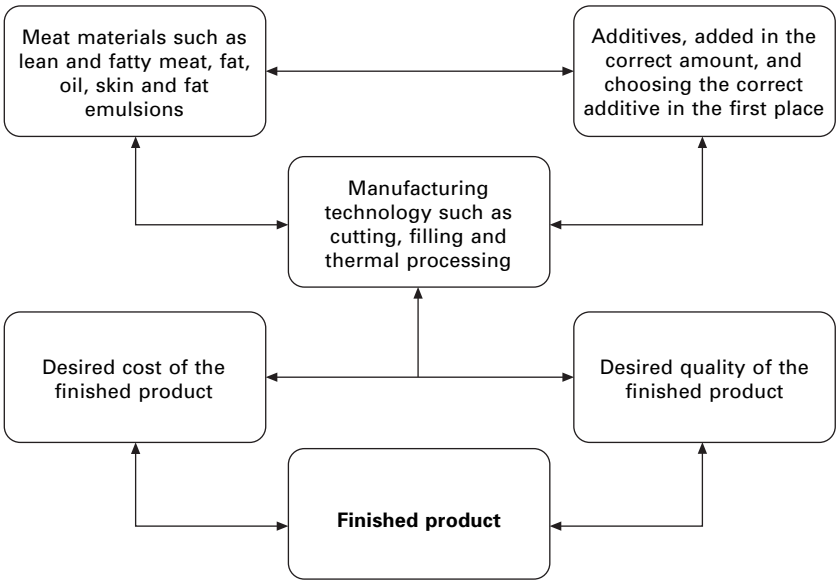 Meat materials such as
lean and fatty meat, fat,
oil, skin and fat
emulsions
Additives, added in the
correct amount, and
choosing the correct
additive in the first place
Manufacturing
technology such as
cutting, filling and
thermal processing
Desired cost of the
finished product
Desired quality of the
finished product
Finished product